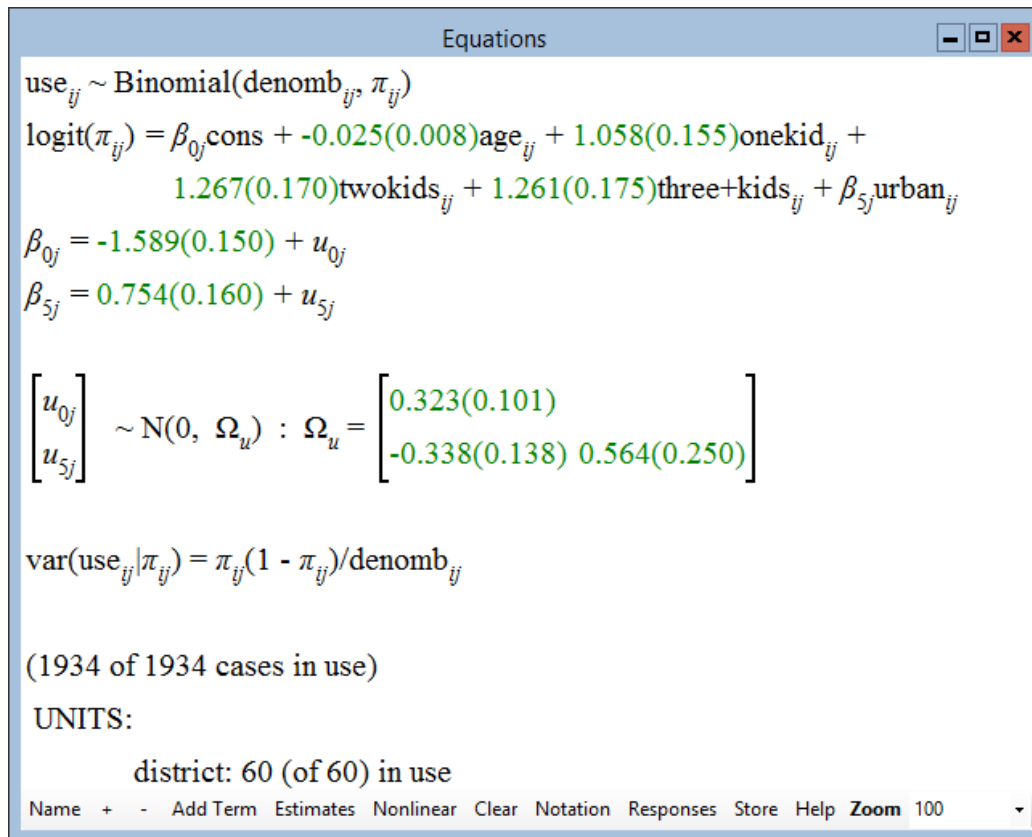 Equations
use_ij ~ Binomial(denomb_ij, π_ij)
logit(π_ij) = β_0j cons + -0.025(0.008)age_ij + 1.058(0.155)onekid_ij +
1.267(0.170)twokids_ij + 1.261(0.175)three+kids_ij + β_5j urban_ij
β_0j = -1.589(0.150) + u_0j
β_5j = 0.754(0.160) + u_5j
[u_0j] ~ N(0, Ω_u) : Ω_u = [0.323(0.101)
[u_5j] -0.338(0.138) 0.564(0.250)]
var(use_ij|π_ij) = π_ij(1 - π_ij)/denomb_ij
(1934 of 1934 cases in use)
UNITS:
district: 60 (of 60) in use
Name + - Add Term Estimates Nonlinear Clear Notation Responses Store Help Zoom 100